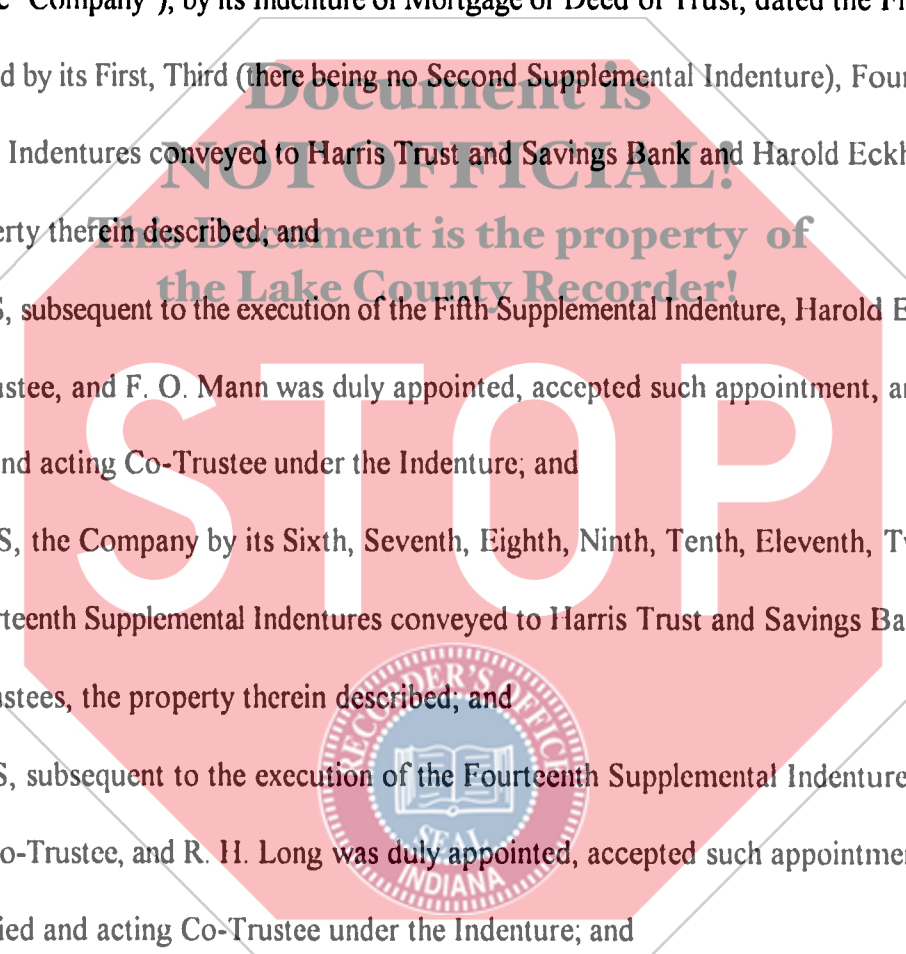 "Company"), by its Indenture of Mortgage or Deed of Trust, dated the
d by its First, Third (there being no Second Supplemental Indenture), Four
Document is
Indentures conveyed to Harris Trust and Savings Bank and Harold Eckh
NOT OFFICIAL!
erty therein described; and
This Document is the property of
the Lake County Recorder!
S, subsequent to the execution of the Fifth Supplemental Indenture, Harold E
ustee, and F. O. Mann was duly appointed, accepted such appointment, a
STOP
nd acting Co-Trustee under the Indenture; and
S, the Company by its Sixth, Seventh, Eighth, Ninth, Tenth, Eleventh, Tw
rteenth Supplemental Indentures conveyed to Harris Trust and Savings Ba
ustees, the property therein described; and
RECORDER'S OFFICE
S, subsequent to the execution of the Fourteenth Supplemental Indenture
SEAL
o-Trustee, and R. H. Long was duly appointed, accepted such appointmen
INDIANA
ied and acting Co-Trustee under the Indenture; and